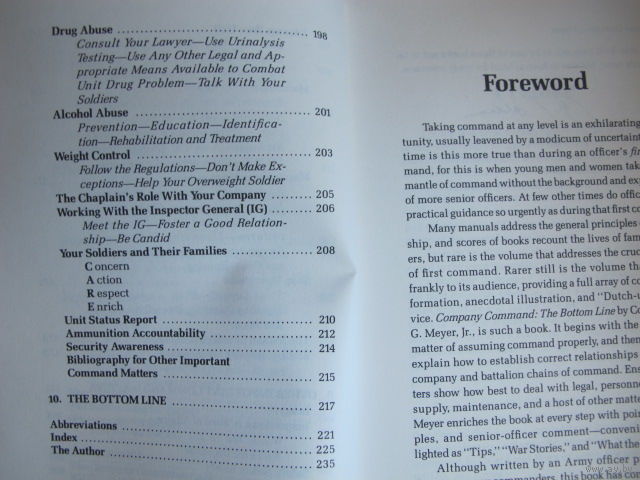 Drug Abuse 198
Consult Your Lawyer—Use Urinalysis
Testing—Use Any Other Legal and Ap-
propriate Means Available to Combat
Unit Drug Problem—Talk With Your
Soldiers
Alcohol Abuse 201
Prevention—Education—Identifica-
tion—Rehabilitation and Treatment
Weight Control 203
Follow the Regulations—Don't Make Ex-
ceptions—Help Your Overweight Soldier
The Chaplain's Role With Your Company 205
Working With the Inspector General (IG) 206
Meet the IG—Foster a Good Relation-
ship—Be Candid
Your Soldiers and Their Families 208
C oncern
A ction
R espect
E nrich
Unit Status Report 210
Ammunition Accountability 212
Security Awareness 214
Bibliography for Other Important
Command Matters 215
10. THE BOTTOM LINE 217
Abbreviations 221
Index 225
The Author 235
Foreword
Taking command at any level is an exhilarating
tunity, usually leavened by a modicum of uncertaint
time is this more true than during an officer's fir
mand, for this is when young men and women tak
mantle of command without the background and exp
of more senior officers. At few other times do offic
practical guidance so urgently as during that first co
Many manuals address the general principles
ship, and scores of books recount the lives of fam
ers, but rare is the volume that addresses the cruc
of first command. Rarer still is the volume tha
frankly to its audience, providing a full array of co
formation, anecdotal illustration, and "Dutch-u
vice. Company Command: The Bottom Line by Co
G. Meyer, Jr., is such a book. It begins with the
matter of assuming command properly, and then
explain how to establish correct relationships
company and battalion chains of command. Ens
ters show how best to deal with legal, personne
supply, maintenance, and a host of other matte
Meyer enriches the book at every step with poin
ples, and senior-officer comment—conveni
lighted as "Tips," "War Stories," and "What the
Although written by an Army officer p
commanders, this book has con